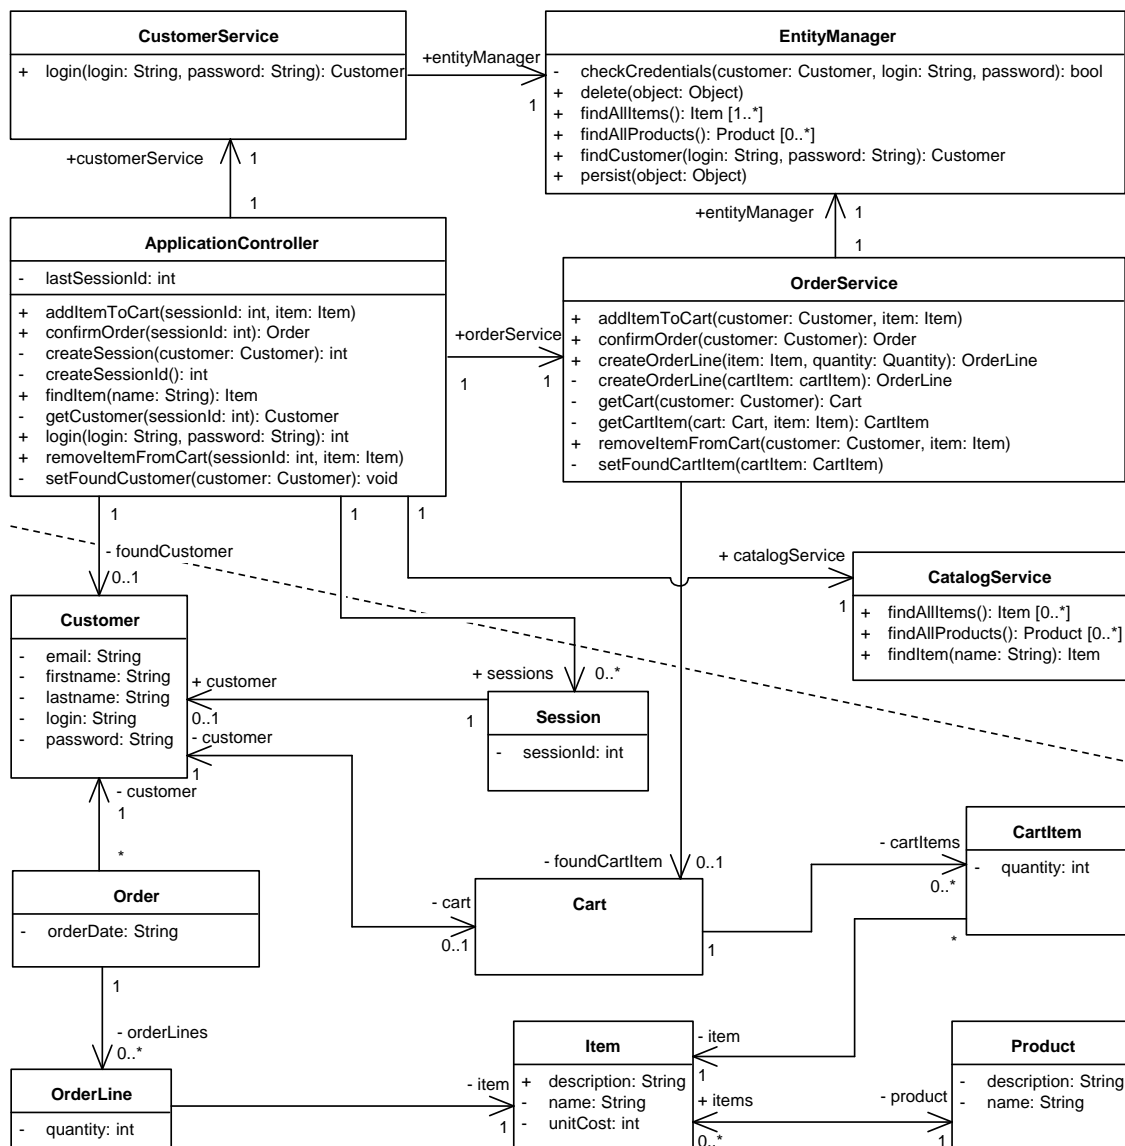 CustomerService
+ login(login: String, password: String): Customer
+entityManager
1
EntityManager
- checkCredentials(customer: Customer, login: String, password): bool
+ delete(object: Object)
+ findAllItems(): Item [1..*]
+ findAllProducts(): Product [0..*]
+ findCustomer(login: String, password: String): Customer
+ persist(object: Object)
+customerService
1
1
+entityManager
1
1
ApplicationController
- lastSessionId: int
+ addItemToCart(sessionId: int, item: Item)
+ confirmOrder(sessionId: int): Order
- createSession(customer: Customer): int
- createSessionId(): int
+ findItem(name: String): Item
- getCustomer(sessionId: int): Customer
+ login(login: String, password: String): int
+ removeItemFromCart(sessionId: int, item: Item)
- setFoundCustomer(customer: Customer): void
+orderService
1
1
OrderService
+ addItemToCart(customer: Customer, item: Item)
+ confirmOrder(customer: Customer): Order
+ createOrderLine(item: Item, quantity: Quantity): OrderLine
- createOrderLine(cartItem: cartItem): OrderLine
- getCart(customer: Customer): Cart
- getCartItem(cart: Cart, item: Item): CartItem
+ removeItemFromCart(customer: Customer, item: Item)
- setFoundCartItem(cartItem: CartItem)
1
1
1
- foundCustomer
0..1
+ catalogService
1
CatalogService
+ findAllItems(): Item [0..*]
+ findAllProducts(): Product [0..*]
+ findItem(name: String): Item
Customer
- email: String
- firstname: String
- lastname: String
- login: String
- password: String
+ customer
0..1
1
+ sessions
0..*
Session
- sessionId: int
- customer
1
- customer
1
*
Order
- orderDate: String
- foundCartItem
0..1
- cart
0..1
Cart
1
- cartItems
0..*
CartItem
- quantity: int
*
1
- orderLines
0..*
OrderLine
- quantity: int
- item
1
Item
+ description: String
- name: String
- unitCost: int
- item
1
+ items
0..*
- product
1
Product
- description: String
- name: String